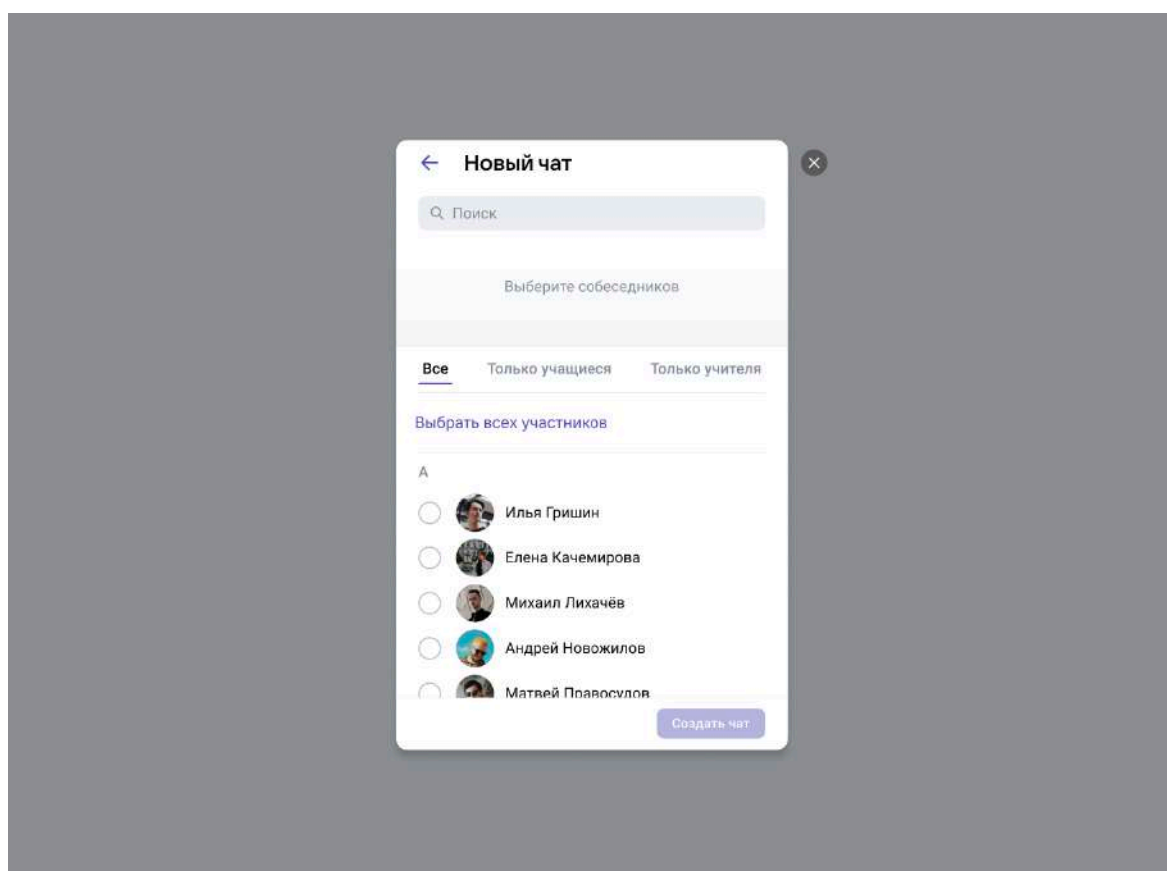 Новый чат
Поиск
Выберите собеседников
Все Только учащиеся Только учителя
Выбрать всех участников
А
Илья Гришин
Елена Качемирова
Михаил Лихачёв
Андрей Новожилов
Матвей Правосудов
Создать чат